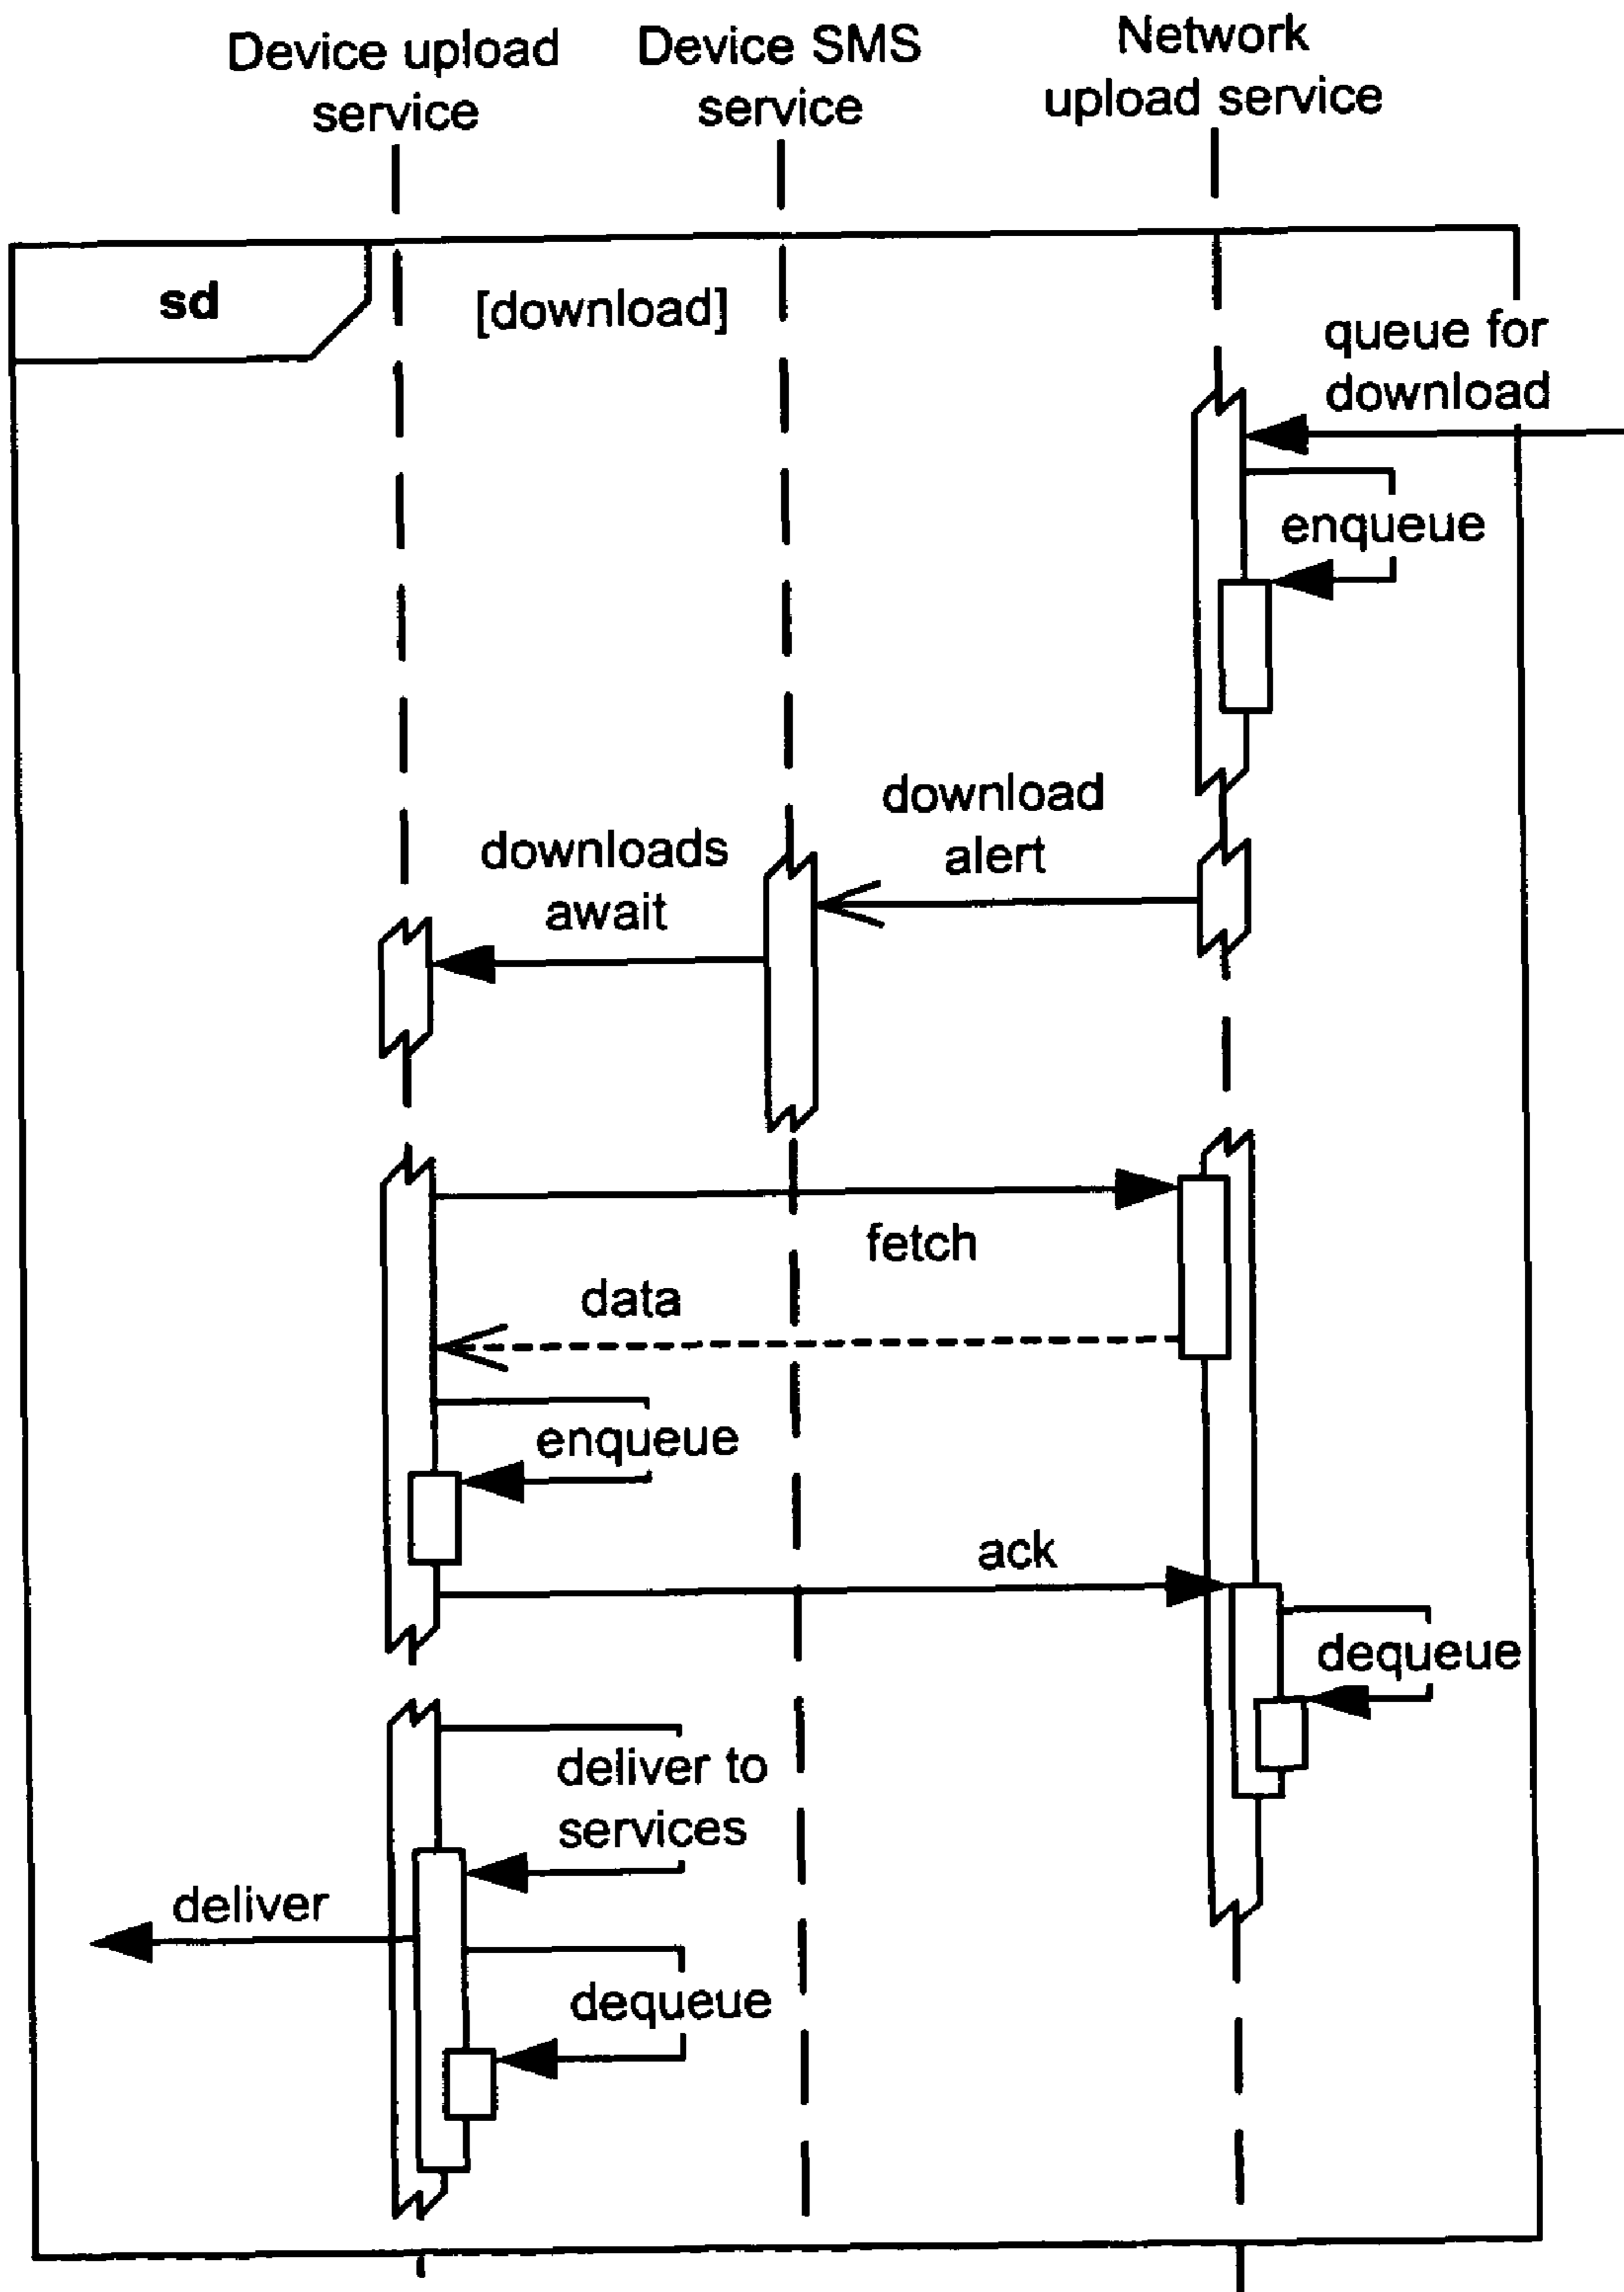 Device upload
service
Device SMS
service
Network
upload service
sd
[download]
queue for
download
enqueue
download
alert
downloads
await
fetch
data
enqueue
ack
dequeue
deliver to
services
deliver
dequeue